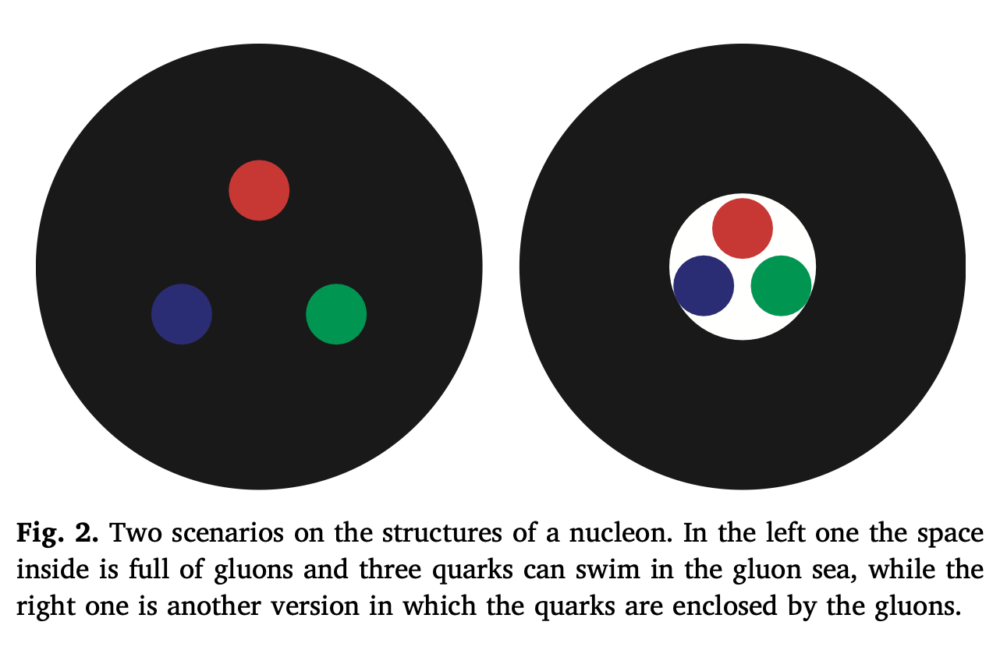 Fig. 2. Two scenarios on the structures of a nucleon. In the left one the space
inside is full of gluons and three quarks can swim in the gluon sea, while the
right one is another version in which the quarks are enclosed by the gluons.